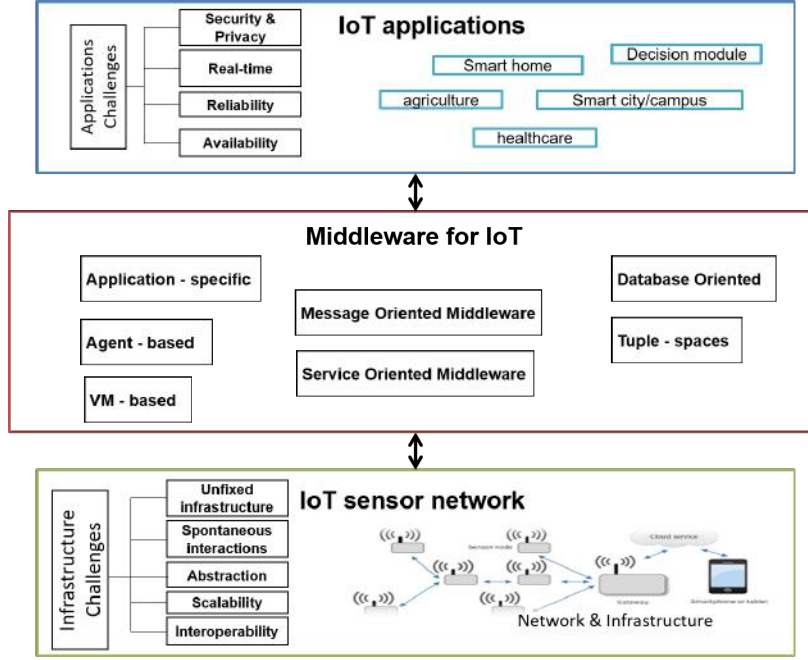 IoT applications
Applications
Challenges
Security &
Privacy
Real-time
Reliability
Availability
Smart home
Decision module
agriculture
Smart city/campus
healthcare
Middleware for IoT
Application - specific
Agent - based
VM - based
Message Oriented Middleware
Service Oriented Middleware
Database Oriented
Tuple - spaces
IoT sensor network
Infrastructure
Challenges
Unfixed
infrastructure
Spontaneous
Interactions
Abstraction
Scalability
Interoperability
Sensor node
Cloud service
Gateway
Smartphone or tablet
Network & Infrastructure